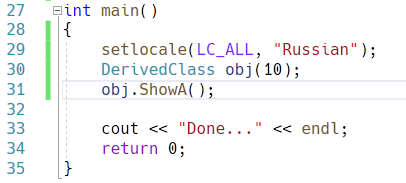 27 int main()
28 {
29 setlocale(LC_ALL, "Russian");
30 DerivedClass obj(10);
31 obj.ShowA();
32
33 cout << "Done..." << endl;
34 return 0;
35 }